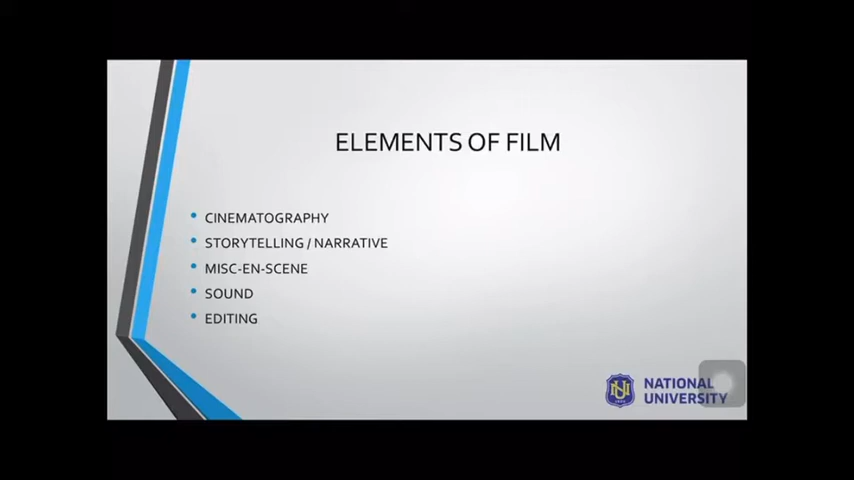 ELEMENTS OF FILM
CINEMATOGRAPHY
STORYTELLING / NARRATIVE
MISC-EN-SCENE
SOUND
EDITING
NATIONAL
UNIVERSITY